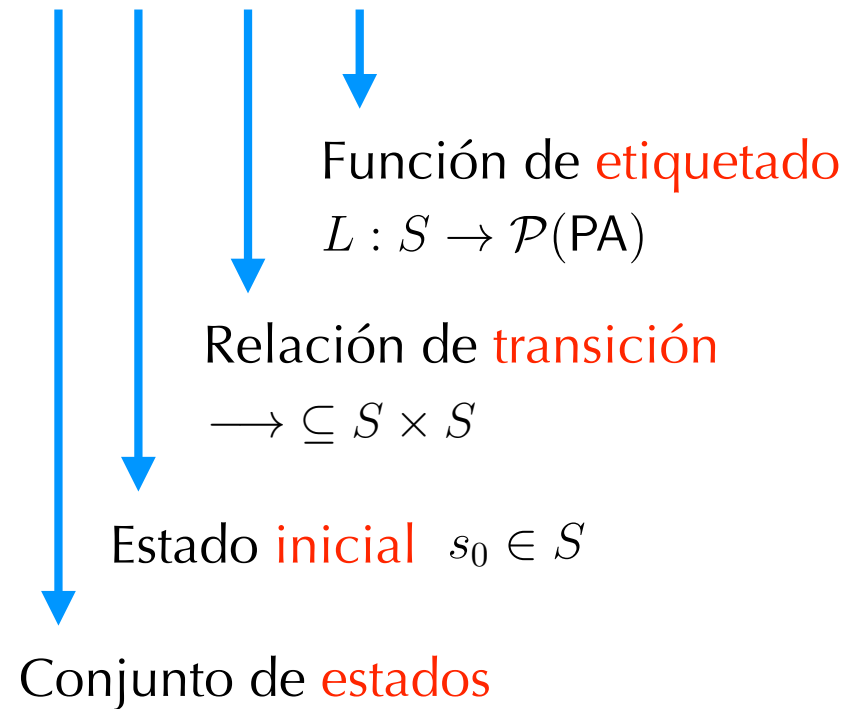 Función de etiquetado
L : S → 𝒫(PA)
Relación de transición
⟶ ⊆ S × S
Estado inicial s₀ ∈ S
Conjunto de estados